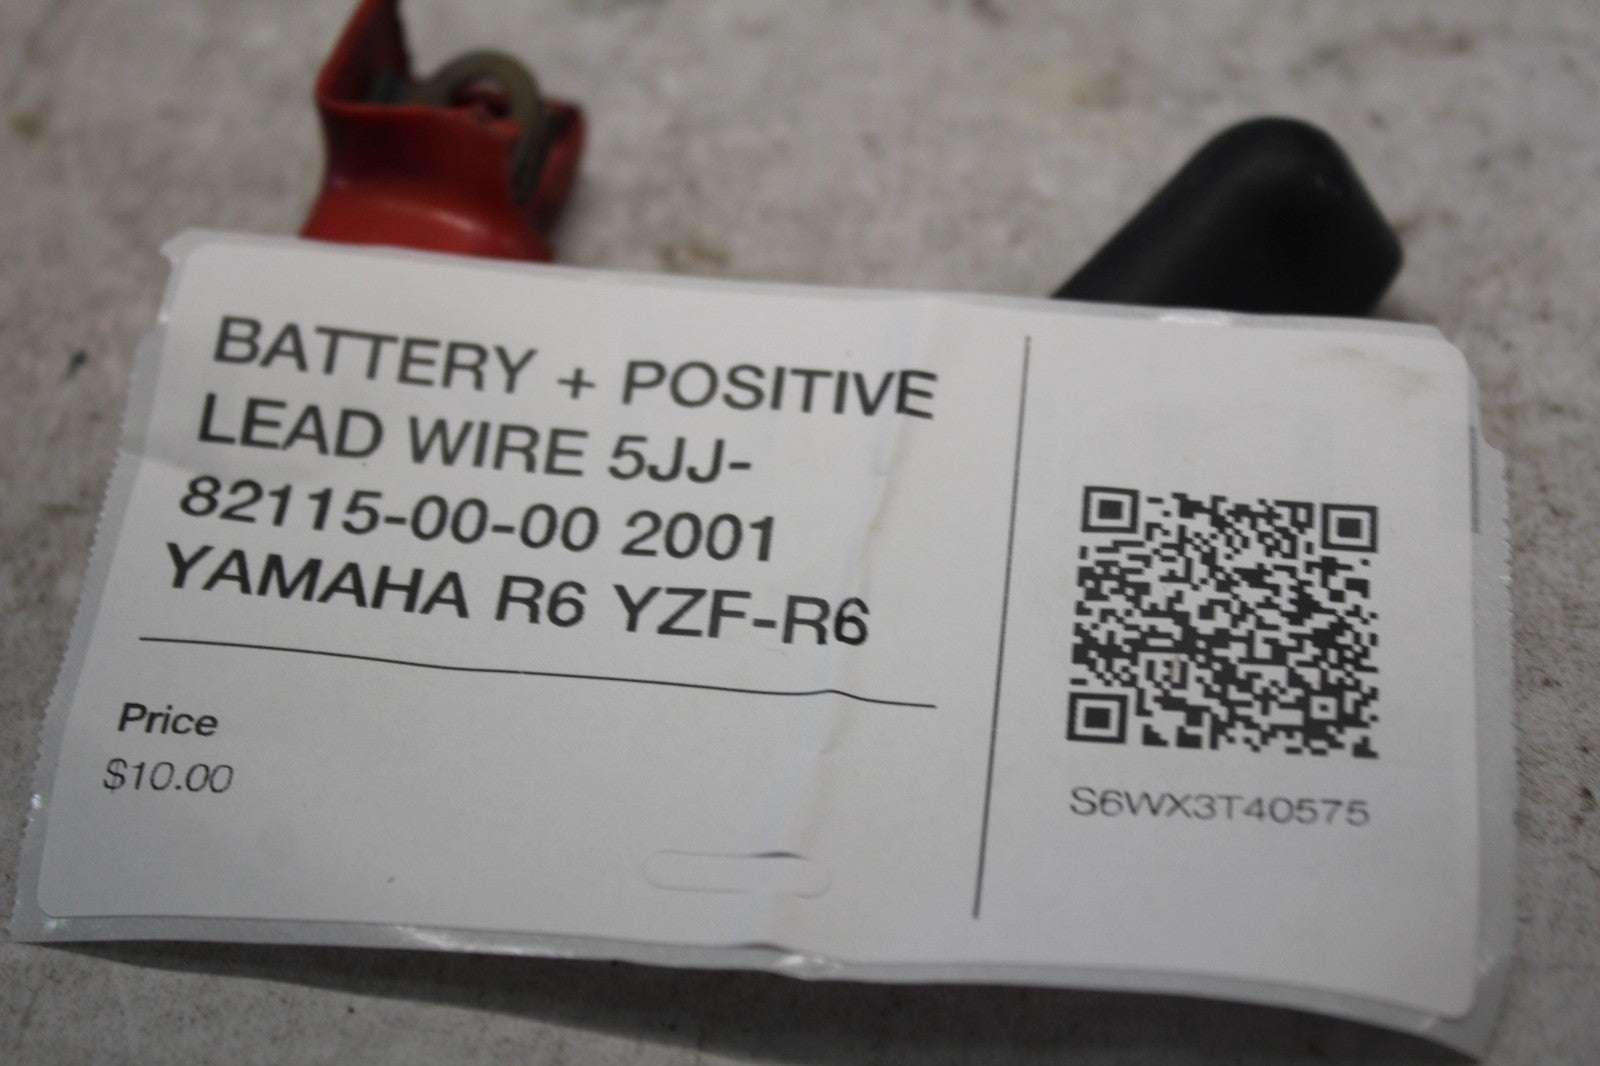 BATTERY + POSITIVE
LEAD WIRE 5JJ-
82115-00-00 2001
YAMAHA R6 YZF-R6
Price
$10.00
S6WX3T40575